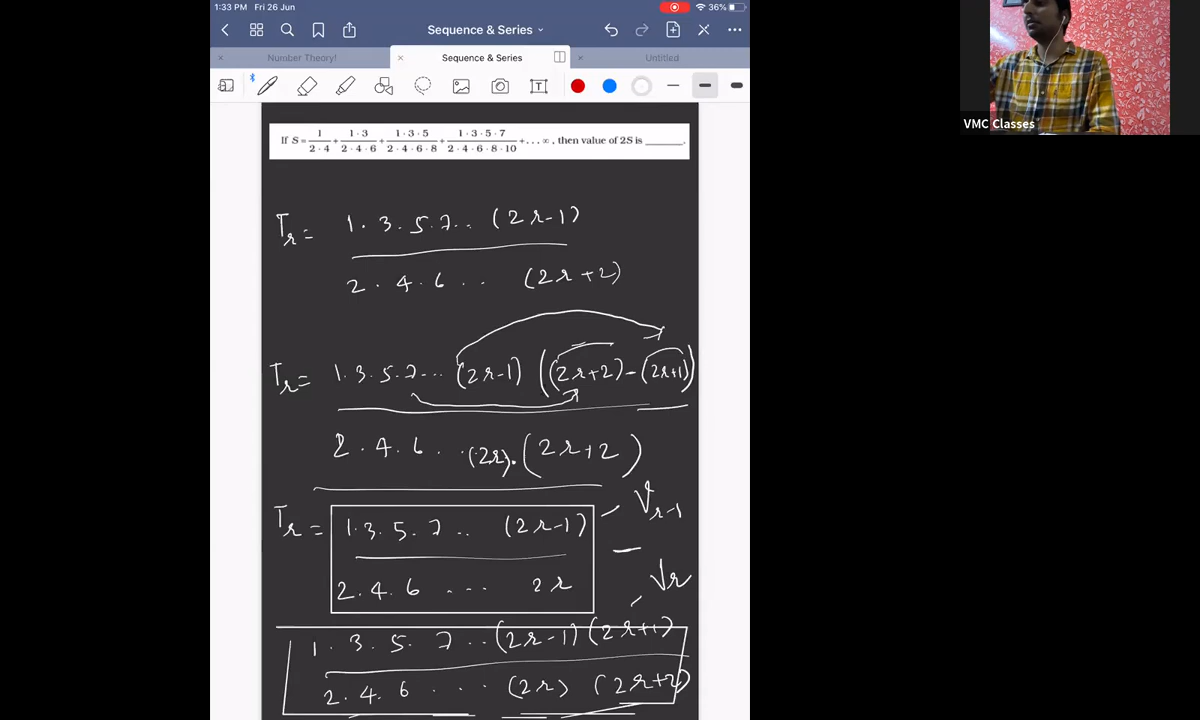 1:33 PM Fri 26 Jun
36%
Sequence & Series
Number Theory!
Sequence & Series
Untitled
VMC Classes
If S = 1/(2·4) + (1·3)/(2·4·6) + (1·3·5)/(2·4·6·8) + (1·3·5·7)/(2·4·6·8·10) + ... ∞, then value of 2S is ______.
T_r = 1·3·5·7·· (2r-1)
2·4·6·· (2r+2)
T_r = 1·3·5·7··· (2r-1) ((2r+2)-(2r+1))
2·4·6··(2r)·(2r+2)
T_r = 1·3·5·7·· (2r-1) V_{r-1}
2·4·6··· 2r
- V_r
1·3·5·7··(2r-1)(2r+1)
2·4·6···(2r)(2r+2)